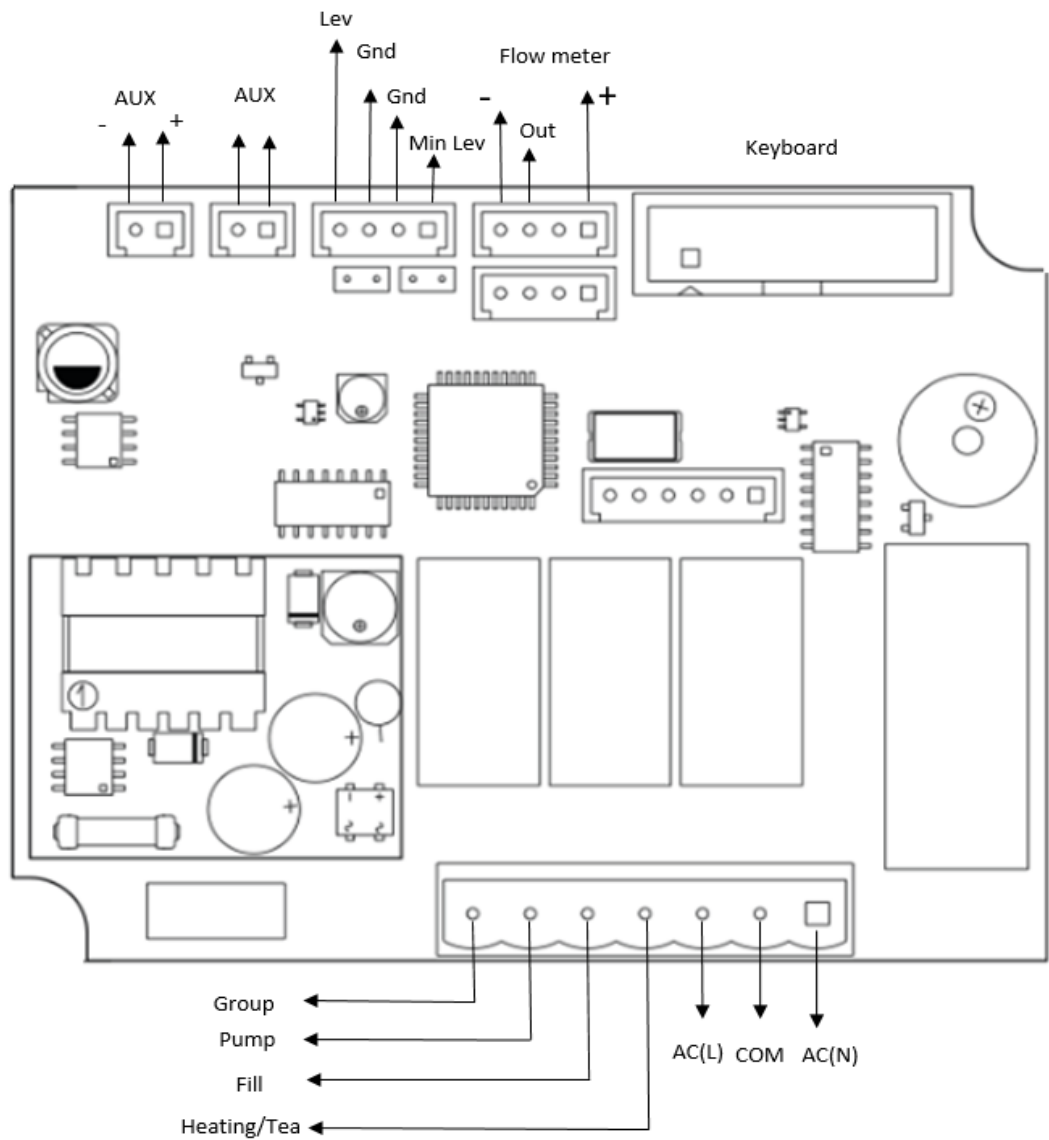 Lev
Gnd
Flow meter
AUX
AUX
Gnd
- +
- +
Out
Min Lev
Keyboard
1
+
+
- +
Group
Pump
AC(L) COM AC(N)
Fill
Heating/Tea